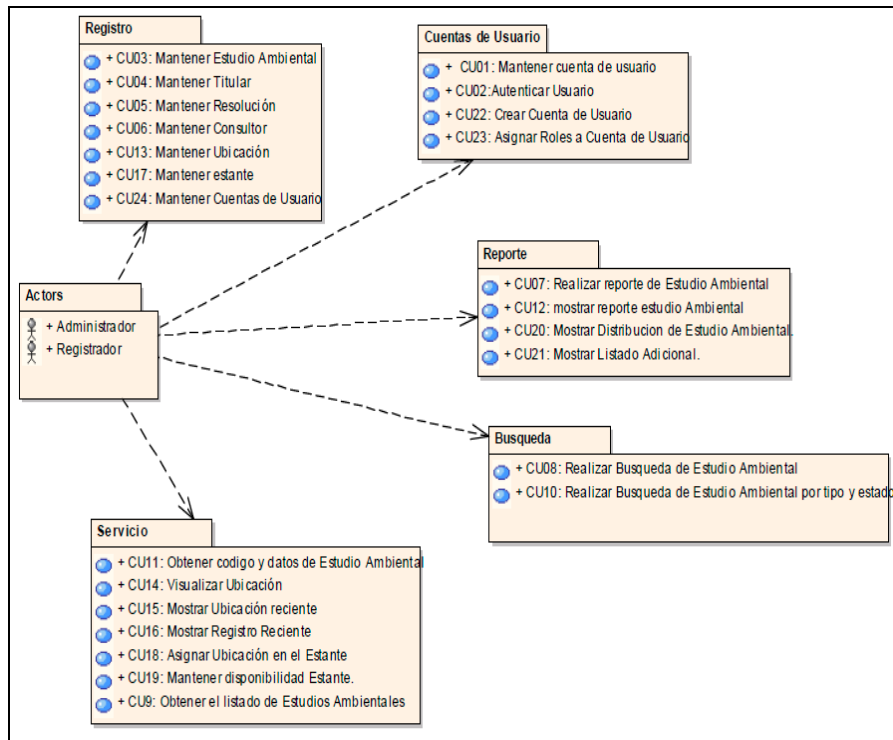 Registro
+ CU03: Mantener Estudio Ambiental
+ CU04: Mantener Titular
+ CU05: Mantener Resolución
+ CU06: Mantener Consultor
+ CU13: Mantener Ubicación
+ CU17: Mantener estante
+ CU24: Mantener Cuentas de Usuario
Cuentas de Usuario
+ CU01: Mantener cuenta de usuario
+ CU02:Autenticar Usuario
+ CU22: Crear Cuenta de Usuario
+ CU23: Asignar Roles a Cuenta de Usuario
Actors
+ Administrador
+ Registrador
Reporte
+ CU07: Realizar reporte de Estudio Ambiental
+ CU12: mostrar reporte estudio Ambiental
+ CU20: Mostrar Distribucion de Estudio Ambiental.
+ CU21: Mostrar Listado Adicional.
Busqueda
+ CU08: Realizar Busqueda de Estudio Ambiental
+ CU10: Realizar Busqueda de Estudio Ambiental por tipo y estado
Servicio
+ CU11: Obtener codigo y datos de Estudio Ambiental
+ CU14: Visualizar Ubicación
+ CU15: Mostrar Ubicación reciente
+ CU16: Mostrar Registro Reciente
+ CU18: Asignar Ubicación en el Estante
+ CU19: Mantener disponibilidad Estante.
+ CU9: Obtener el listado de Estudios Ambientales